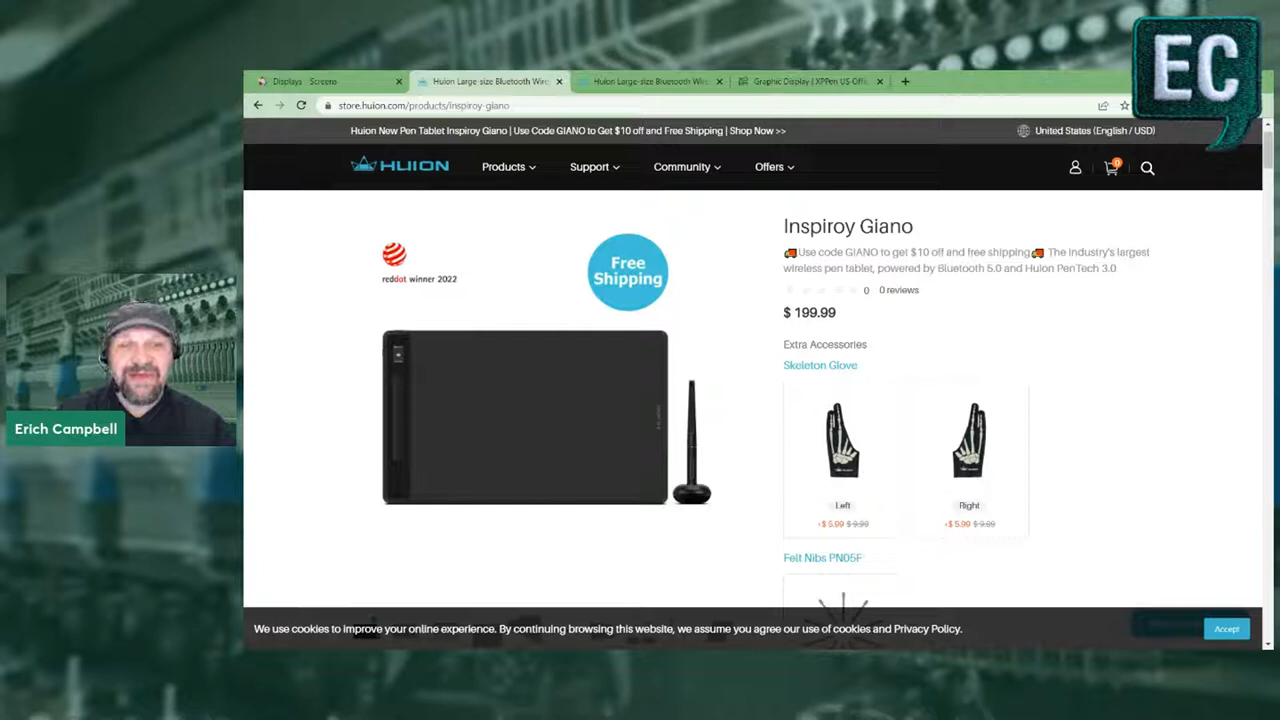 EC
Displays
Screens
Huion Large-size Bluetooth Wire
Huion Large-size Bluetooth Wire
Graphic Display | XPPen US Offi
store.huion.com/products/inspiroy-giano
Huion New Pen Tablet Inspiroy Giano | Use Code GIANO to Get $10 off and Free Shipping | Shop Now >>
United States (English / USD)
HUION
Products
Support
Community
Offers
0
reddot winner 2022
Free
Shipping
Inspiroy Giano
Use code GIANO to get $10 off and free shipping The industry's largest
wireless pen tablet, powered by Bluetooth 5.0 and Huion PenTech 3.0
0 0 reviews
$ 199.99
Extra Accessories
Skeleton Glove
Left
Right
+$ 5.99 $ 9.99
+$ 5.99 $ 9.99
Felt Nibs PN05F
Erich Campbell
We use cookies to improve your online experience. By continuing browsing this website, we assume you agree our use of cookies and Privacy Policy.
Accept